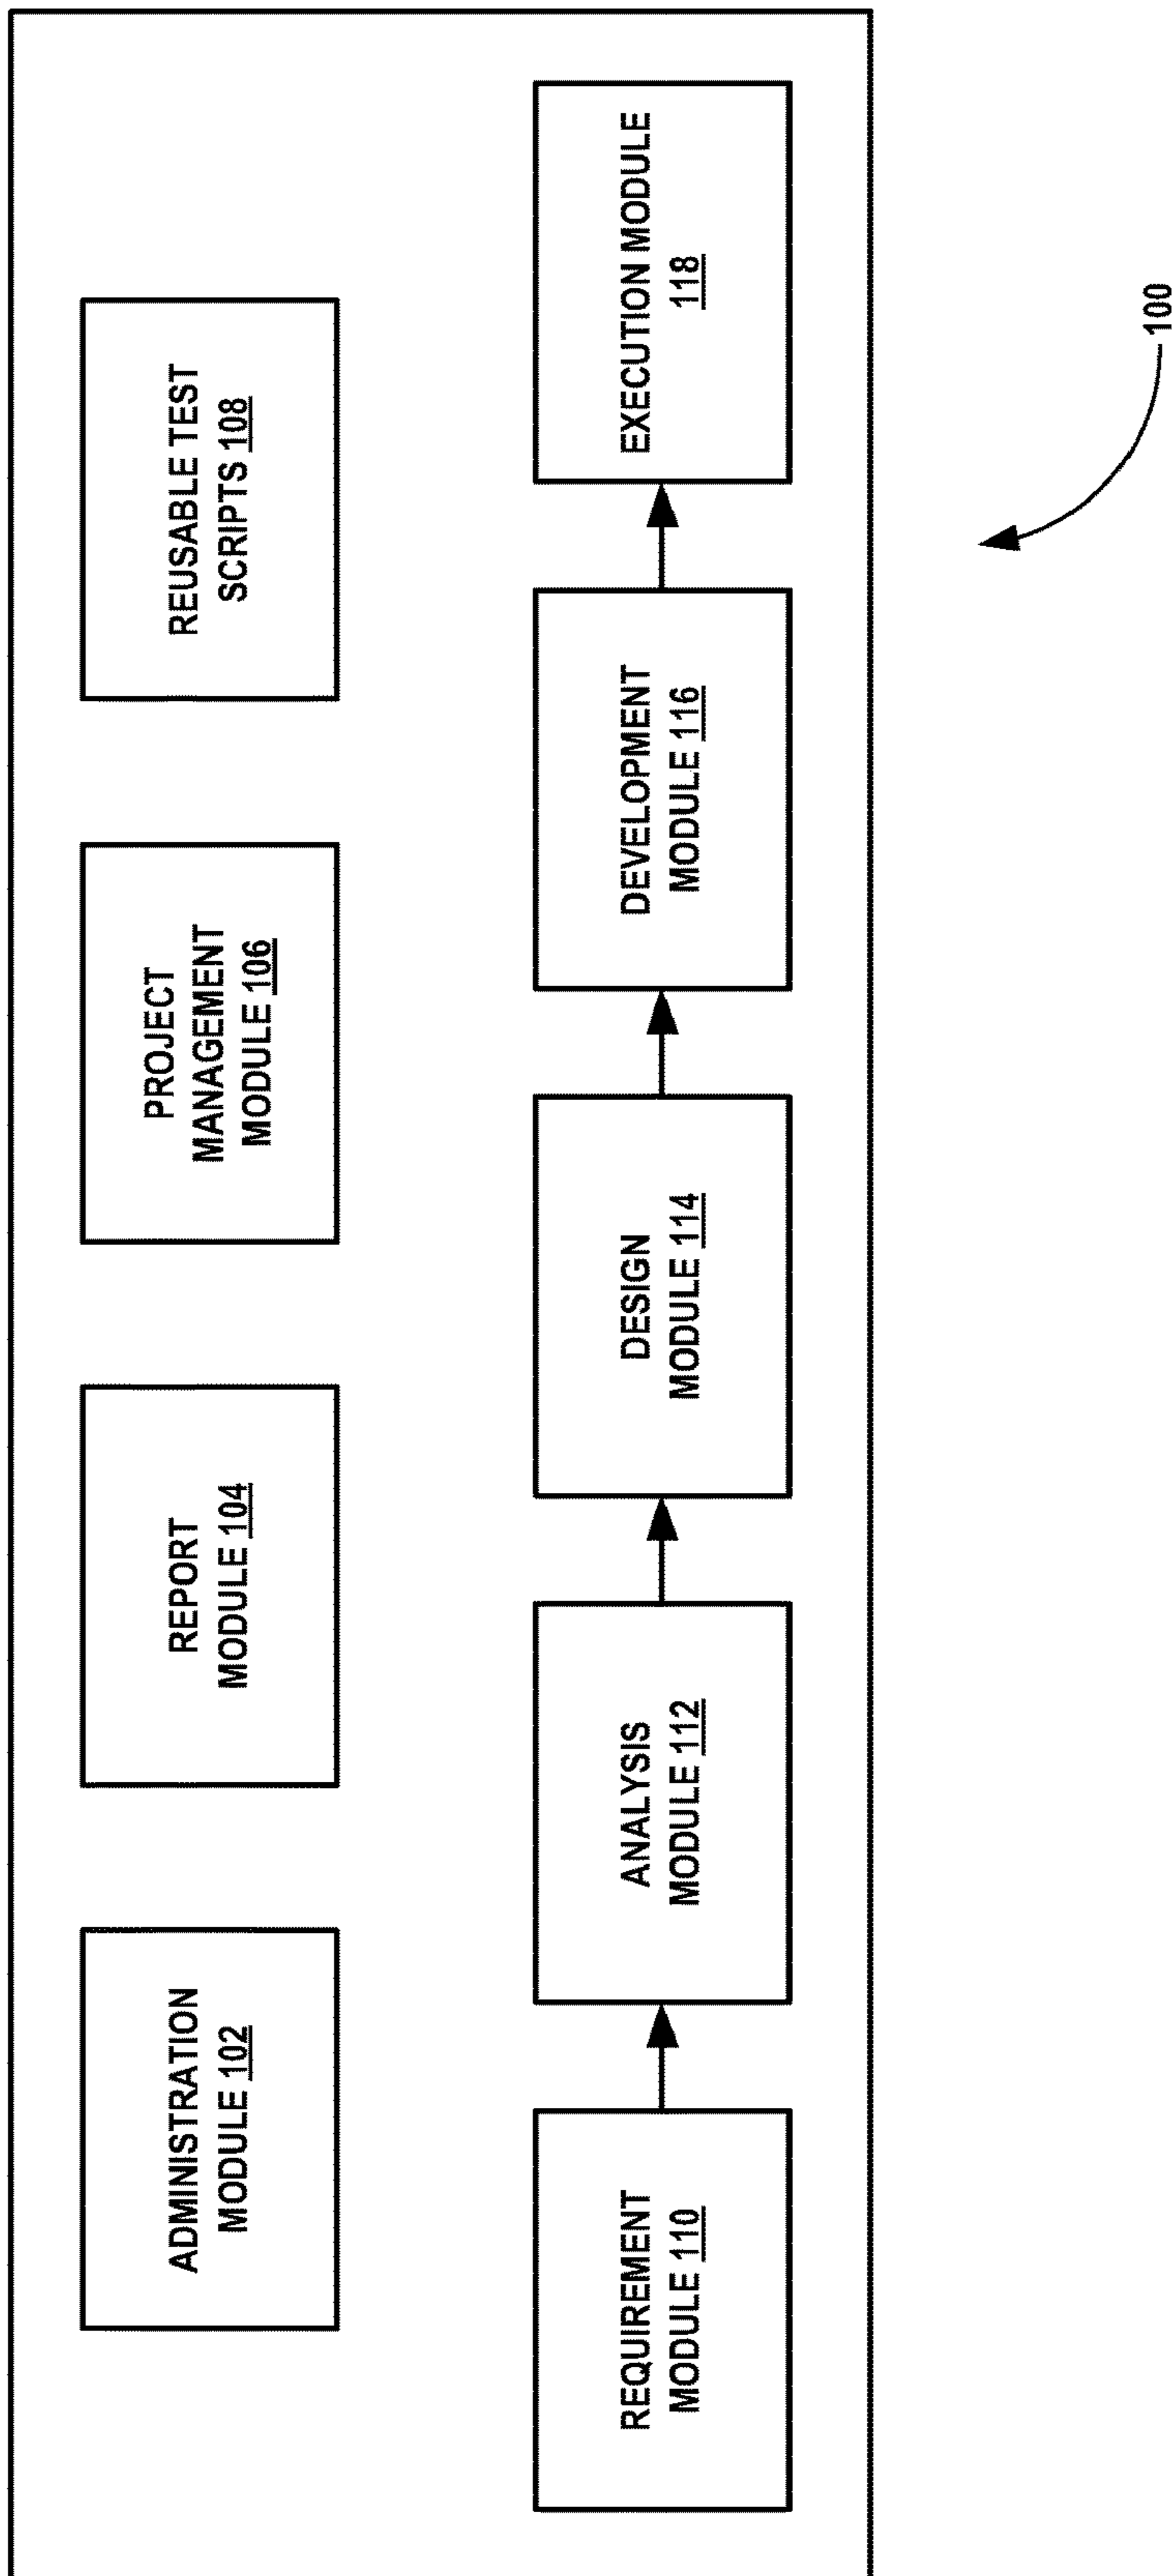 ADMINISTRATION
MODULE 102
REPORT
MODULE 104
PROJECT
MANAGEMENT
MODULE 106
REUSABLE TEST
SCRIPTS 108
REQUIREMENT
MODULE 110
ANALYSIS
MODULE 112
DESIGN
MODULE 114
DEVELOPMENT
MODULE 116
EXECUTION MODULE
118
100